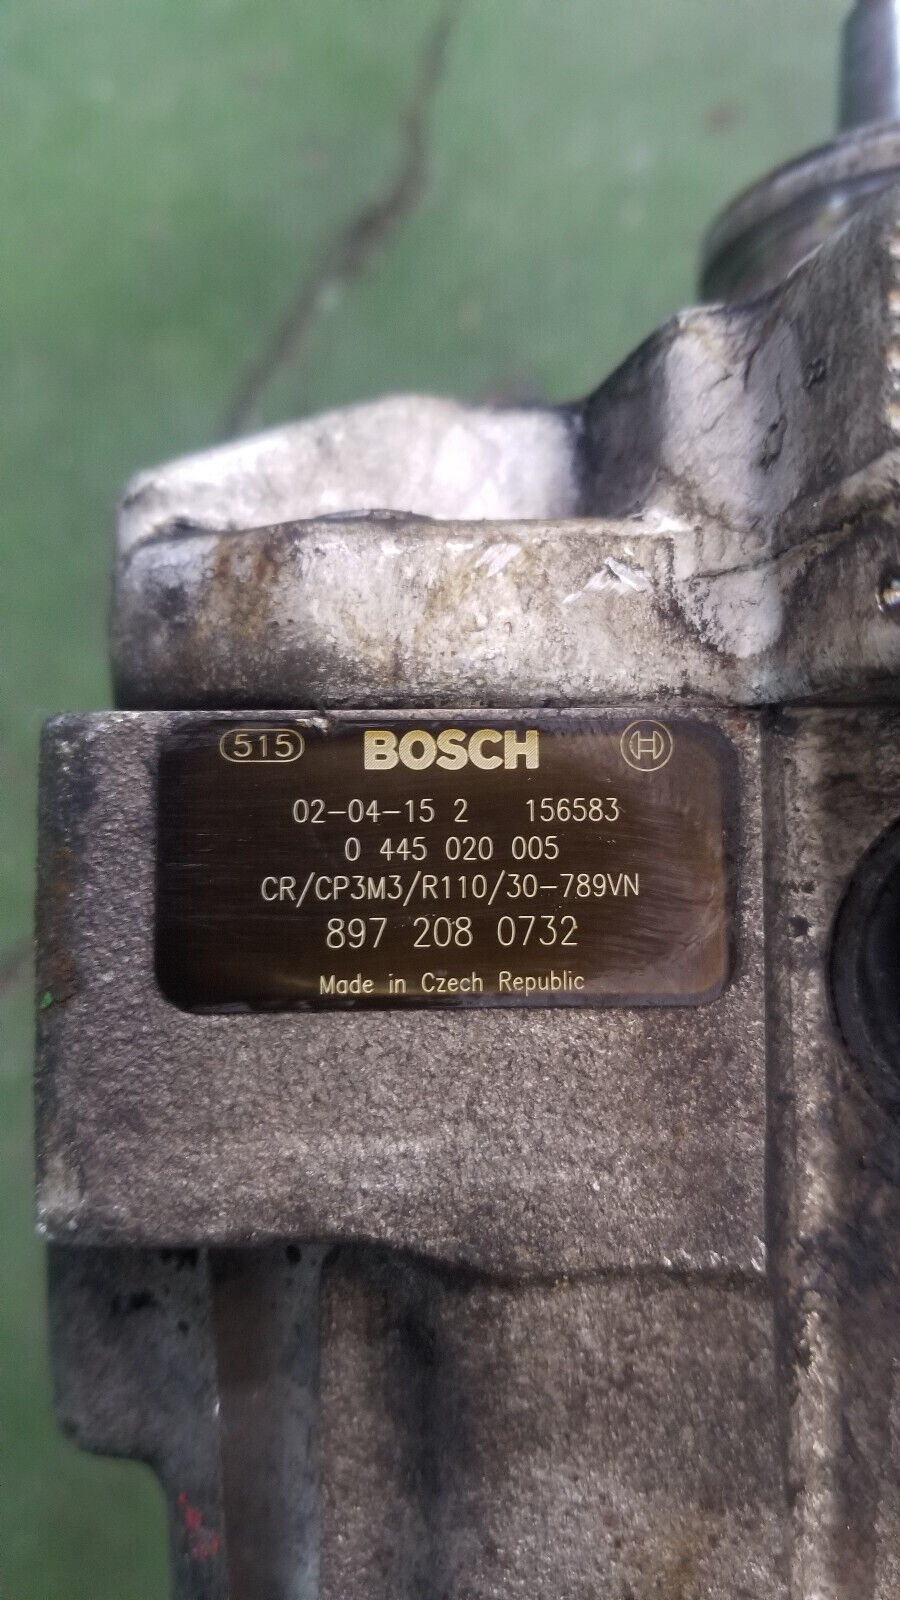 515 BOSCH
02-04-15 2 156583
0 445 020 005
CR/CP3M3/R110/30-789VN
897 208 0732
Made in Czech Republic